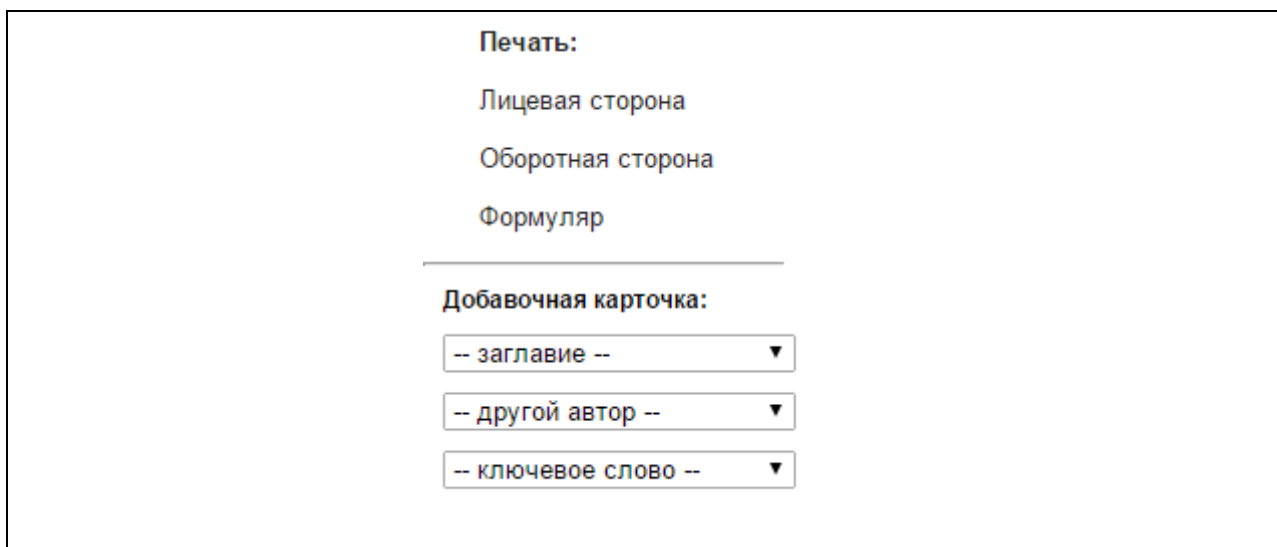 Печать:
Лицевая сторона
Оборотная сторона
Формуляр
Добавочная карточка:
-- заглавие --
-- другой автор --
-- ключевое слово --